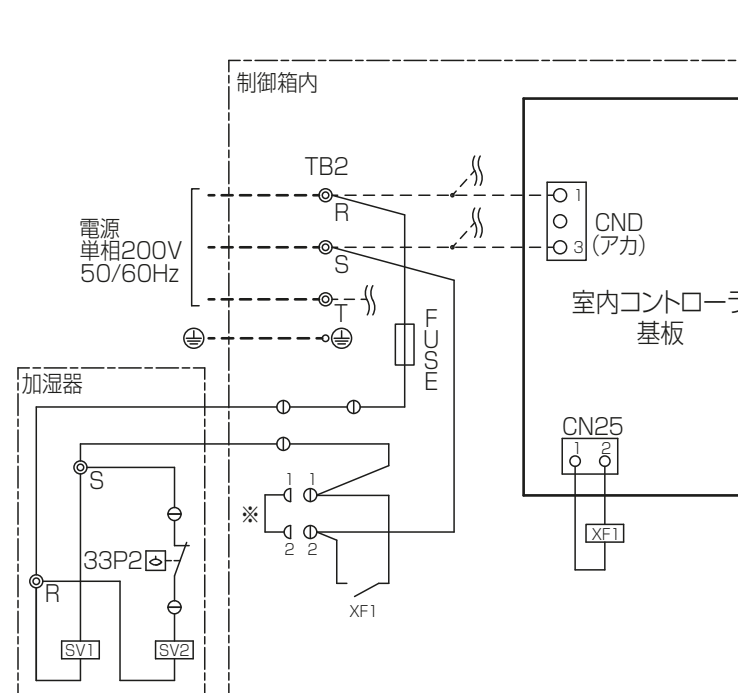 制御箱内
TB2
R
CND
(アカ)
1
3
電源
単相200V
50/60Hz
S
T
室内コントローラ
基板
FUSE
加湿器
CN25
1 2
S
1 1
※
2 2
XF1
33P2
R
XF1
SV1
SV2